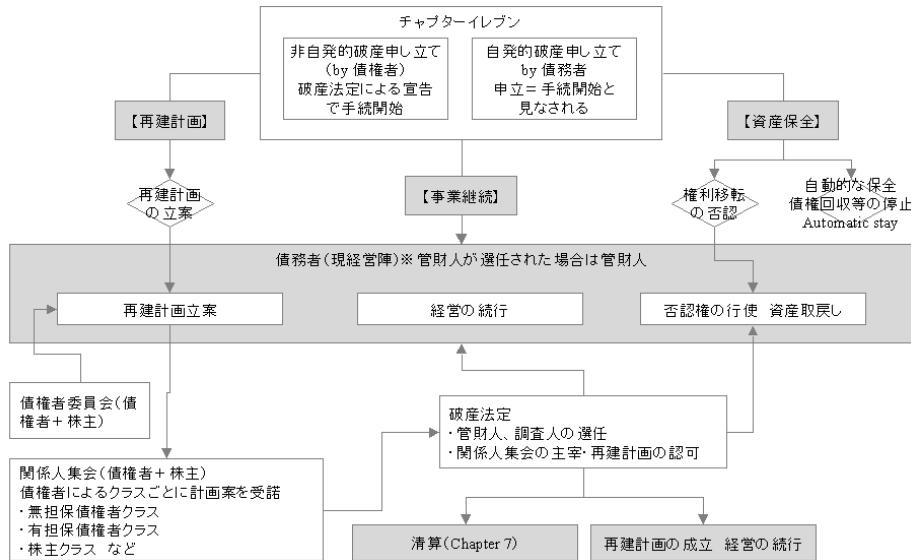 チャプターイレブン
非自発的破産申し立て
(by 債権者)
破産法定による宣告
で手続開始
自発的破産申し立て
by 債務者
申立=手続開始と
見なされる
【再建計画】
【事業継続】
【資産保全】
再建計画
の立案
権利移転
の否認
自動的な保全
債権回収等の停止
Automatic stay
債務者(現経営陣)※管財人が選任された場合は管財人
再建計画立案
経営の続行
否認権の行使 資産取戻し
債権者委員会(債
権者+株主)
破産法定
・管財人、調査人の選任
・関係人集会の主宰・再建計画の認可
関係人集会(債権者+株主)
債権者によるクラスごとに計画案を受諾
・無担保債権者クラス
・有担保債権者クラス
・株主クラス など
清算(Chapter 7)
再建計画の成立 経営の続行